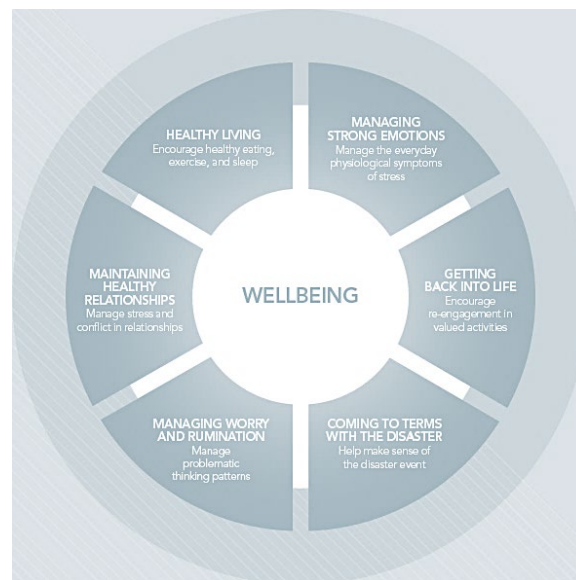 HEALTHY LIVING
Encourage healthy eating,
exercise, and sleep
MANAGING
STRONG EMOTIONS
Manage the everyday
physiological symptoms
of stress
MAINTAINING
HEALTHY
RELATIONSHIPS
Manage stress and
conflict in relationships
WELLBEING
GETTING
BACK INTO LIFE
Encourage
re-engagement in
valued activities
MANAGING WORRY
AND RUMINATION
Manage
problematic
thinking patterns
COMING TO TERMS
WITH THE DISASTER
Help make sense of
the disaster event